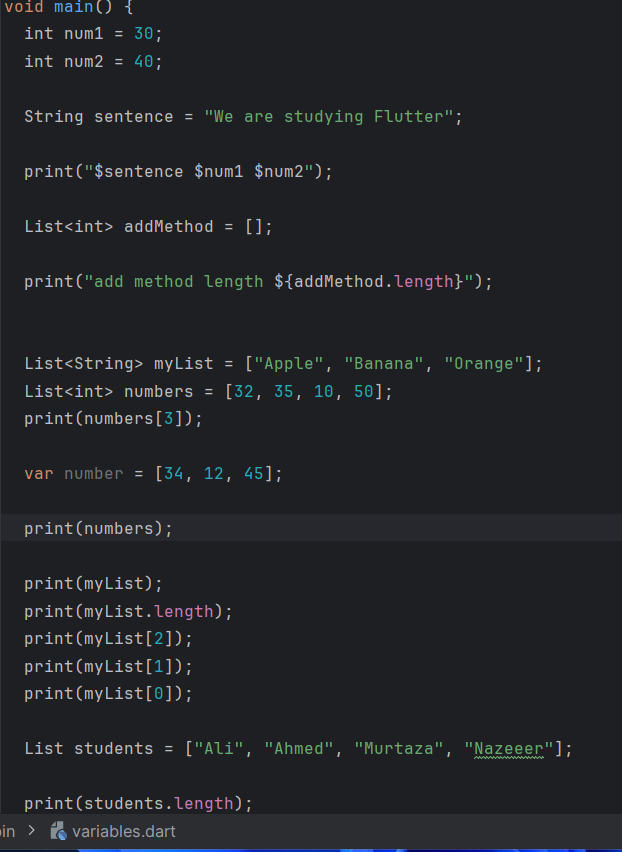 void main() {
int num1 = 30;
int num2 = 40;
String sentence = "We are studying Flutter";
print("$sentence $num1 $num2");
List<int> addMethod = [];
print("add method length ${addMethod.length}");
List<String> myList = ["Apple", "Banana", "Orange"];
List<int> numbers = [32, 35, 10, 50];
print(numbers[3]);
var number = [34, 12, 45];
print(numbers);
print(myList);
print(myList.length);
print(myList[2]);
print(myList[1]);
print(myList[0]);
List students = ["Ali", "Ahmed", "Murtaza", "Nazeeer"];
print(students.length);
variables.dart